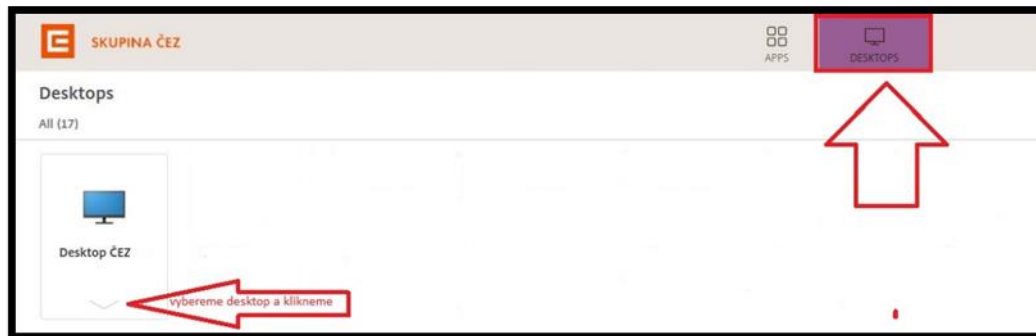 SKUPINA ČEZ
APPS
DESKTOPS
Desktops
All (17)
Desktop ČEZ
vybereme desktop a klikneme